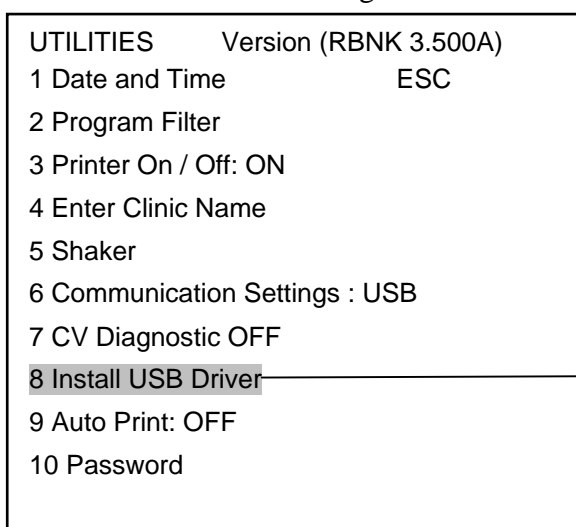 UTILITIES Version (RBNK 3.500A)
1 Date and Time ESC
2 Program Filter
3 Printer On / Off: ON
4 Enter Clinic Name
5 Shaker
6 Communication Settings : USB
7 CV Diagnostic OFF
8 Install USB Driver
9 Auto Print: OFF
10 Password